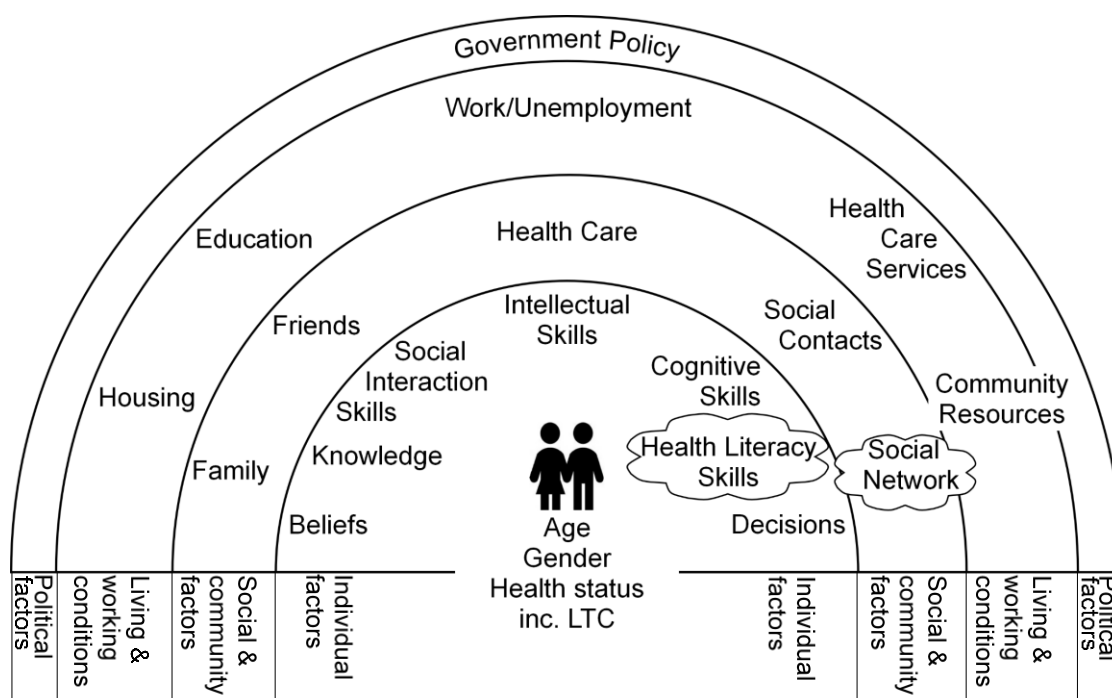 Government Policy
Work/Unemployment
Education
Health Care
Health
Care
Services
Housing
Friends
Social
Interaction
Skills
Intellectual
Skills
Social
Contacts
Cognitive
Skills
Community
Resources
Family
Knowledge
Health Literacy
Skills
Social
Network
Beliefs
Decisions
Age
Gender
Health status
inc. LTC
Political
factors
Living &
working
conditions
Social &
community
factors
Individual
factors
Individual
factors
Social &
community
factors
Living &
working
conditions
Political
factors